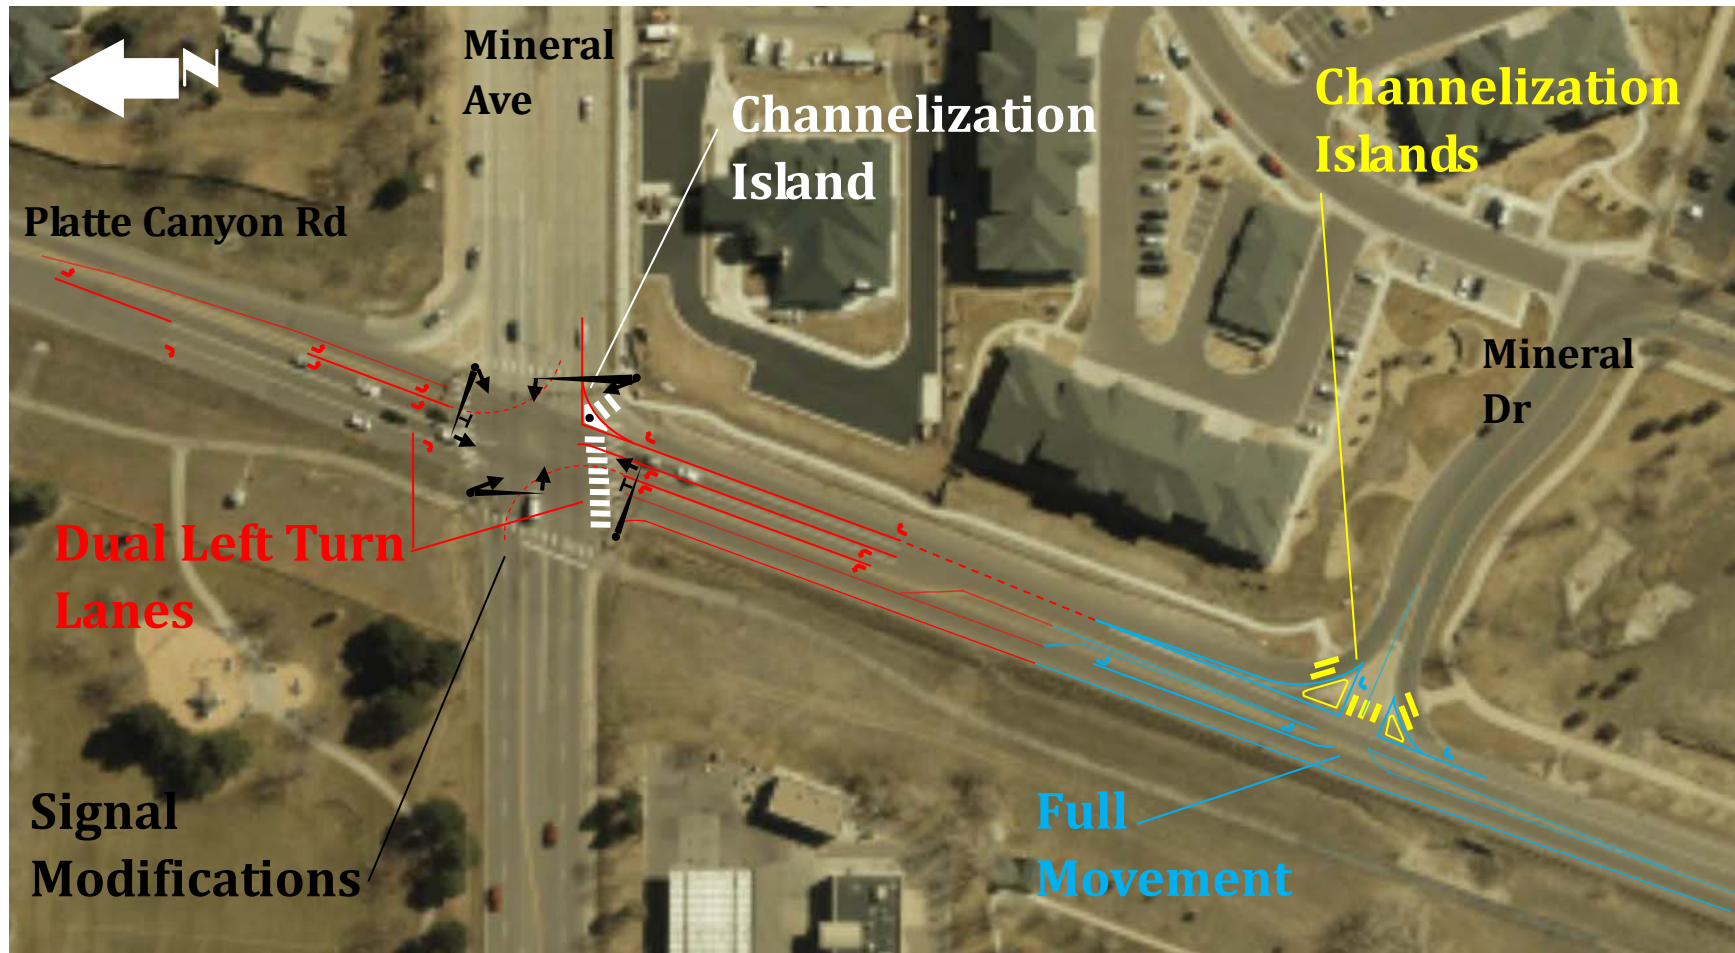 N
Mineral
Ave
Channelization
Island
Channelization
Islands
Platte Canyon Rd
Mineral
Dr
Dual Left Turn
Lanes
Signal
Modifications
Full
Movement